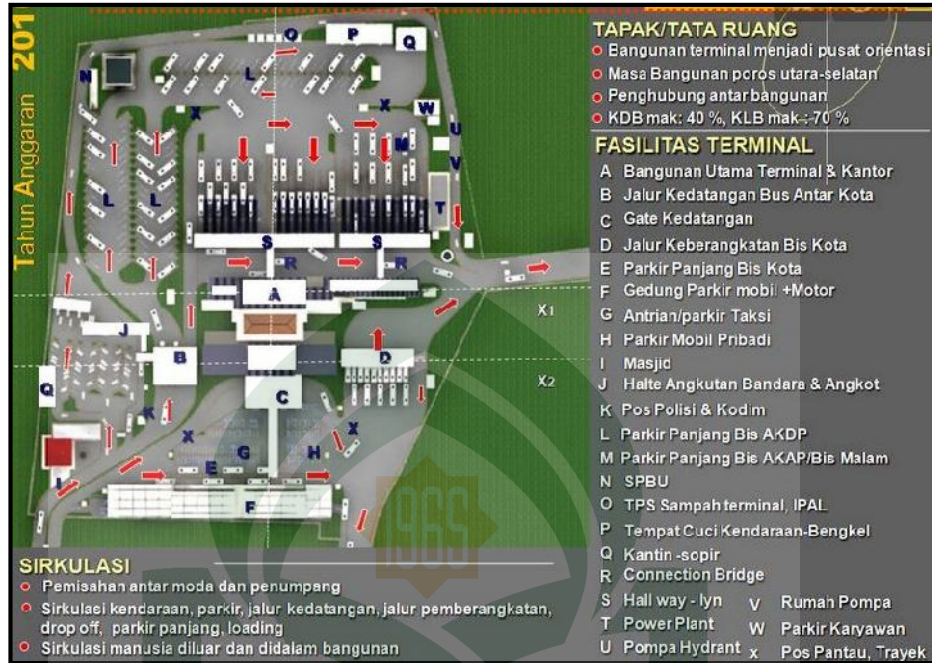 Tahun Anggaran 201
TAPAK/TATA RUANG
Bangunan terminal menjadi pusat orientasi
Masa Bangunan poros utara-selatan
Penghubung antar bangunan
KDB mak: 40 %, KLB mak : 70 %
FASILITAS TERMINAL
A Bangunan Utama Terminal & Kantor
B Jalur Kedatangan Bus Antar Kota
C Gate Kedatangan
D Jalur Keberangkatan Bis Kota
E Parkir Panjang Bis Kota
F Gedung Parkir mobil +Motor
G Antrian/parkir Taksi
H Parkir Mobil Pribadi
I Masjid
J Halte Angkutan Bandara & Angkot
K Pos Polisi & Kodim
L Parkir Panjang Bis AKDP
M Parkir Panjang Bis AKAP/Bis Malam
N SPBU
O TPS Sampah terminal, IPAL
P Tempat Cuci Kendaraan-Bengkel
Q Kantin -sopir
R Connection Bridge
S Hall way - lyn
T Power Plant
U Pompa Hydrant
V Rumah Pompa
W Parkir Karyawan
x Pos Pantau, Trayek
O P Q
N L
X X W
U
M V
L L T
S S
R R
A
X1
J
B D
X2
Q C
K
X X
G H
E
I
F
1969
SIRKULASI
Pemisahan antar moda dan penumpang
Sirkulasi kendaraan, parkir, jalur kedatangan, jalur pemberangkatan,
drop off, parkir panjang, loading
Sirkulasi manusia diluar dan didalam bangunan